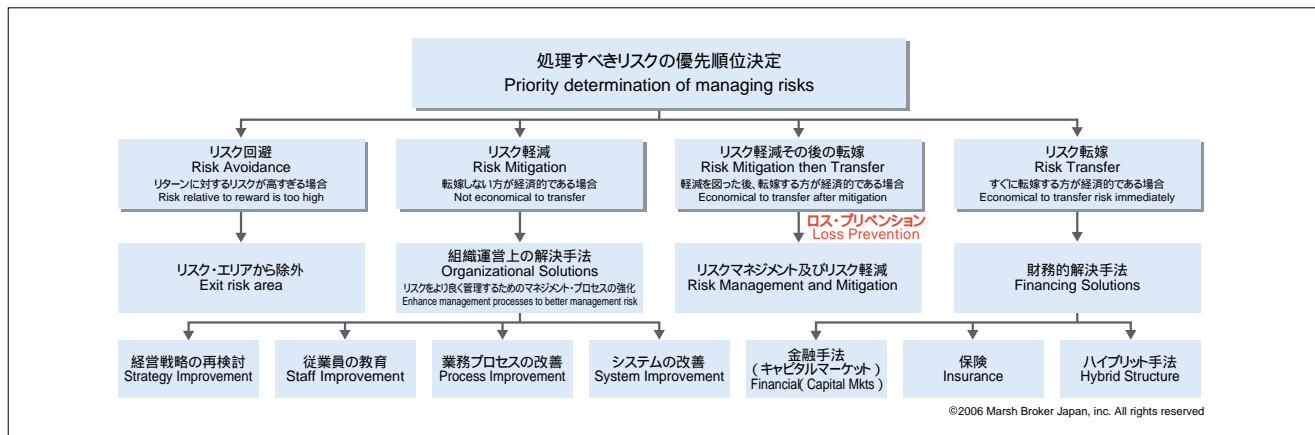 処理すべきリスクの優先順位決定
Priority determination of managing risks
リスク回避
Risk Avoidance
リターンに対するリスクが高すぎる場合
Risk relative to reward is too high
リスク軽減
Risk Mitigation
転嫁しない方が経済的である場合
Not economical to transfer
リスク軽減その後の転嫁
Risk Mitigation then Transfer
軽減を図った後、転嫁する方が経済的である場合
Economical to transfer after mitigation
リスク転嫁
Risk Transfer
すぐに転嫁する方が経済的である場合
Economical to transfer risk immediately
ロス・プリベンション
Loss Prevention
リスク・エリアから除外
Exit risk area
組織運営上の解決手法
Organizational Solutions
リスクをより良く管理するためのマネジメント・プロセスの強化
Enhance management processes to better management risk
リスクマネジメント及びリスク軽減
Risk Management and Mitigation
財務的解決手法
Financing Solutions
経営戦略の再検討
Strategy Improvement
従業員の教育
Staff Improvement
業務プロセスの改善
Process Improvement
システムの改善
System Improvement
金融手法
(キャピタルマーケット)
Financial( Capital Mkts)
保険
Insurance
ハイブリット手法
Hybrid Structure
©2006 Marsh Broker Japan, inc. All rights reserved